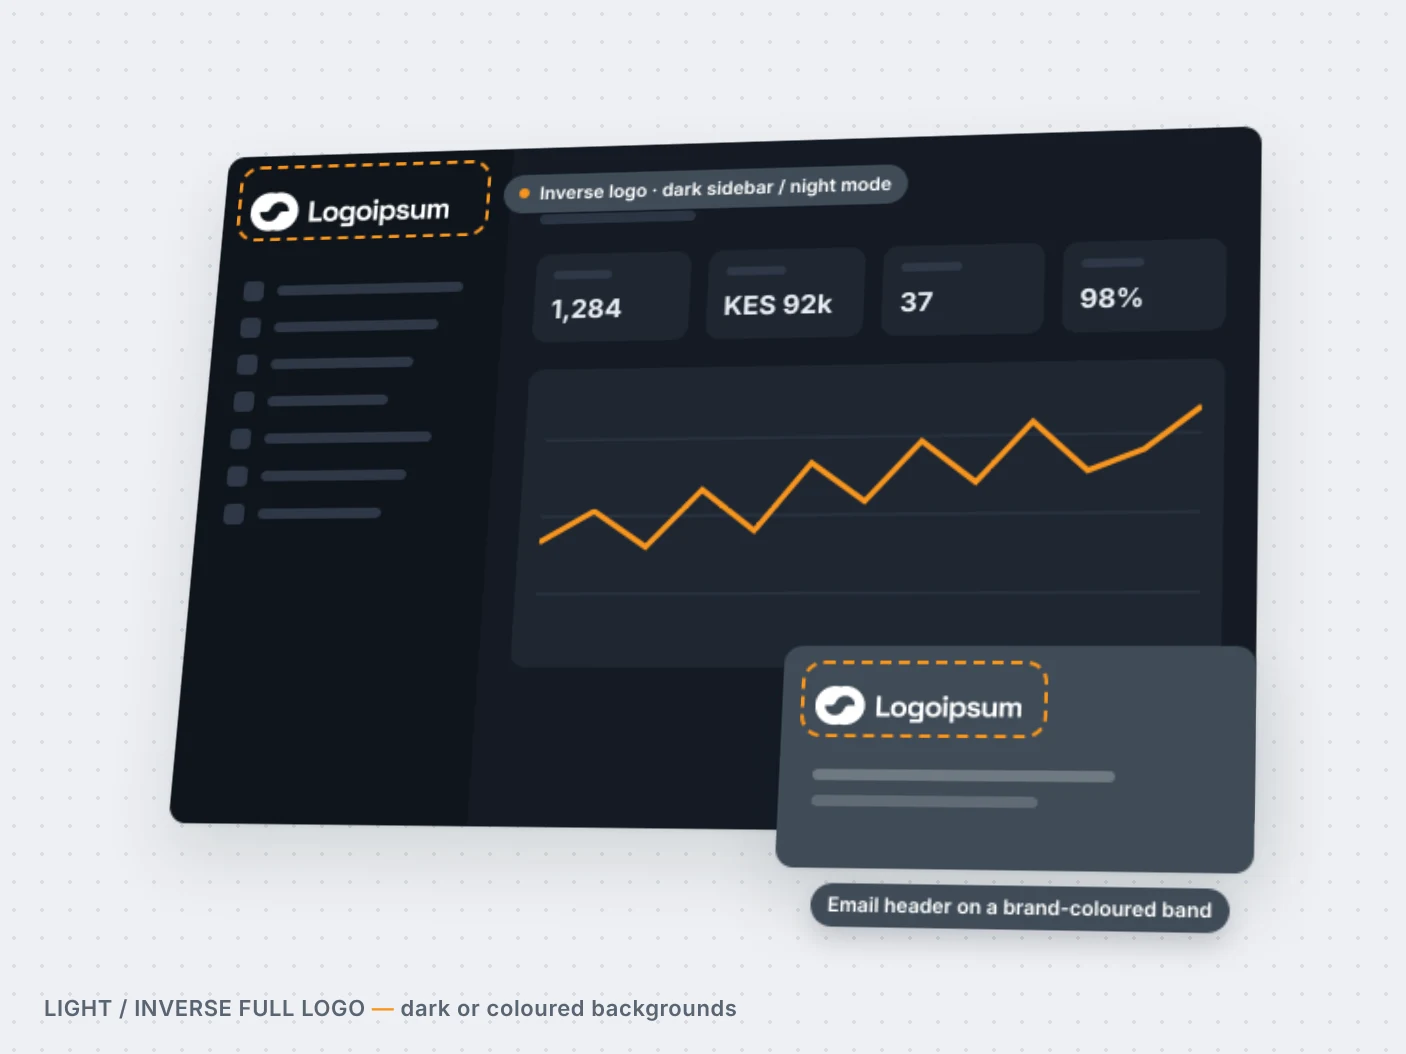 Logoipsum
Inverse logo · dark sidebar / night mode
1,284
KES 92k
37
98%
Logoipsum
Email header on a brand-coloured band
LIGHT / INVERSE FULL LOGO — dark or coloured backgrounds